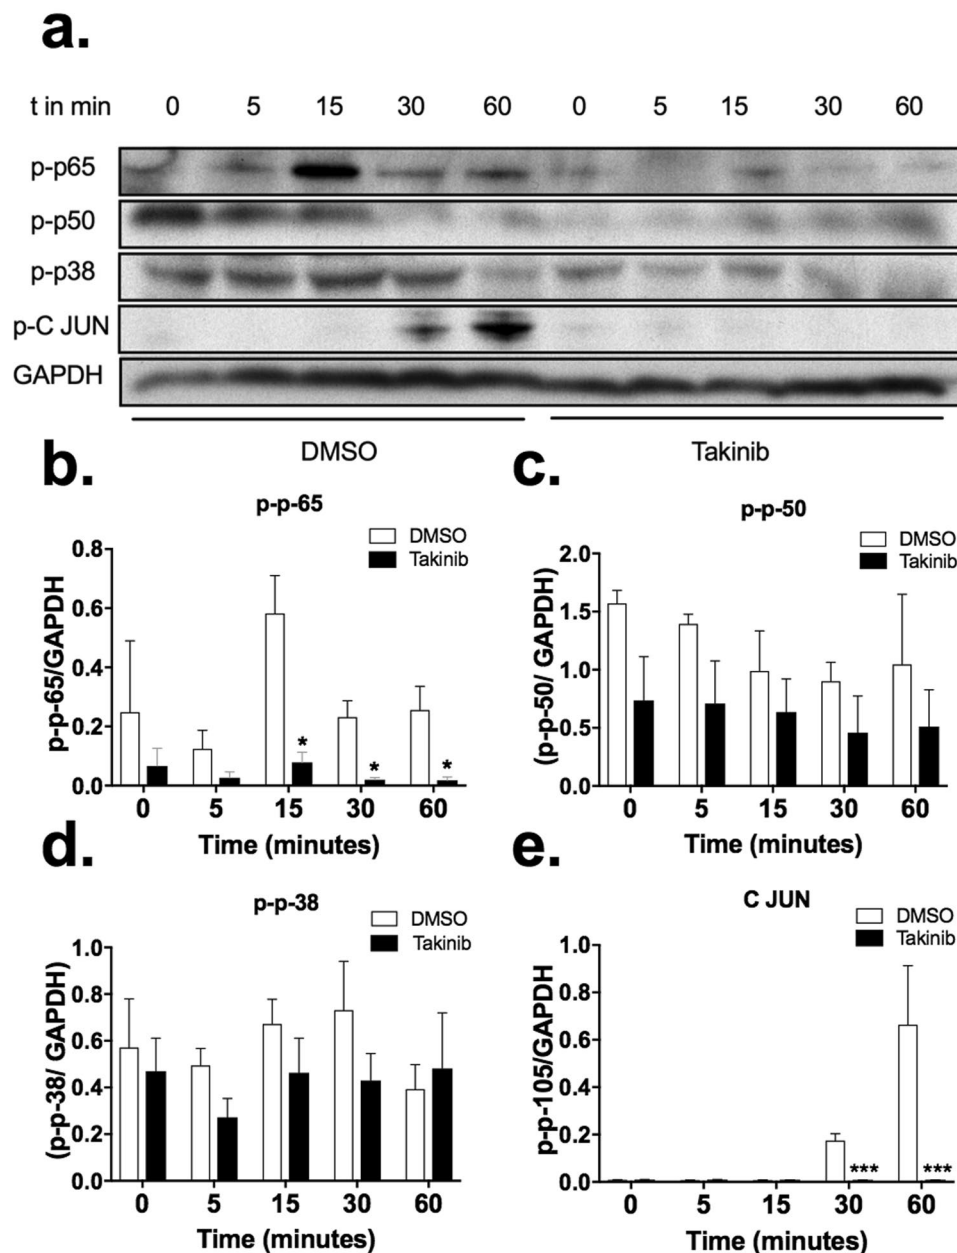 a.
t in min 0 5 15 30 60 0 5 15 30 60
p-p65
p-p50
p-p38
p-C JUN
GAPDH
DMSO Takinib
b.
p-p-65
DMSO
Takinib
p-p-65/GAPDH
0.8
0.6
0.4
0.2
0.0
* * *
0 5 15 30 60
Time (minutes)
c.
p-p-50
DMSO
Takinib
(p-p-50/ GAPDH)
2.0
1.5
1.0
0.5
0.0
0 5 15 30 60
Time (minutes)
d.
p-p-38
DMSO
Takinib
(p-p-38/ GAPDH)
1.0
0.8
0.6
0.4
0.2
0.0
0 5 15 30 60
Time (minutes)
e.
C JUN
DMSO
Takinib
p-p-105/GAPDH
1.0
0.8
0.6
0.4
0.2
0.0
*** ***
0 5 15 30 60
Time (minutes)